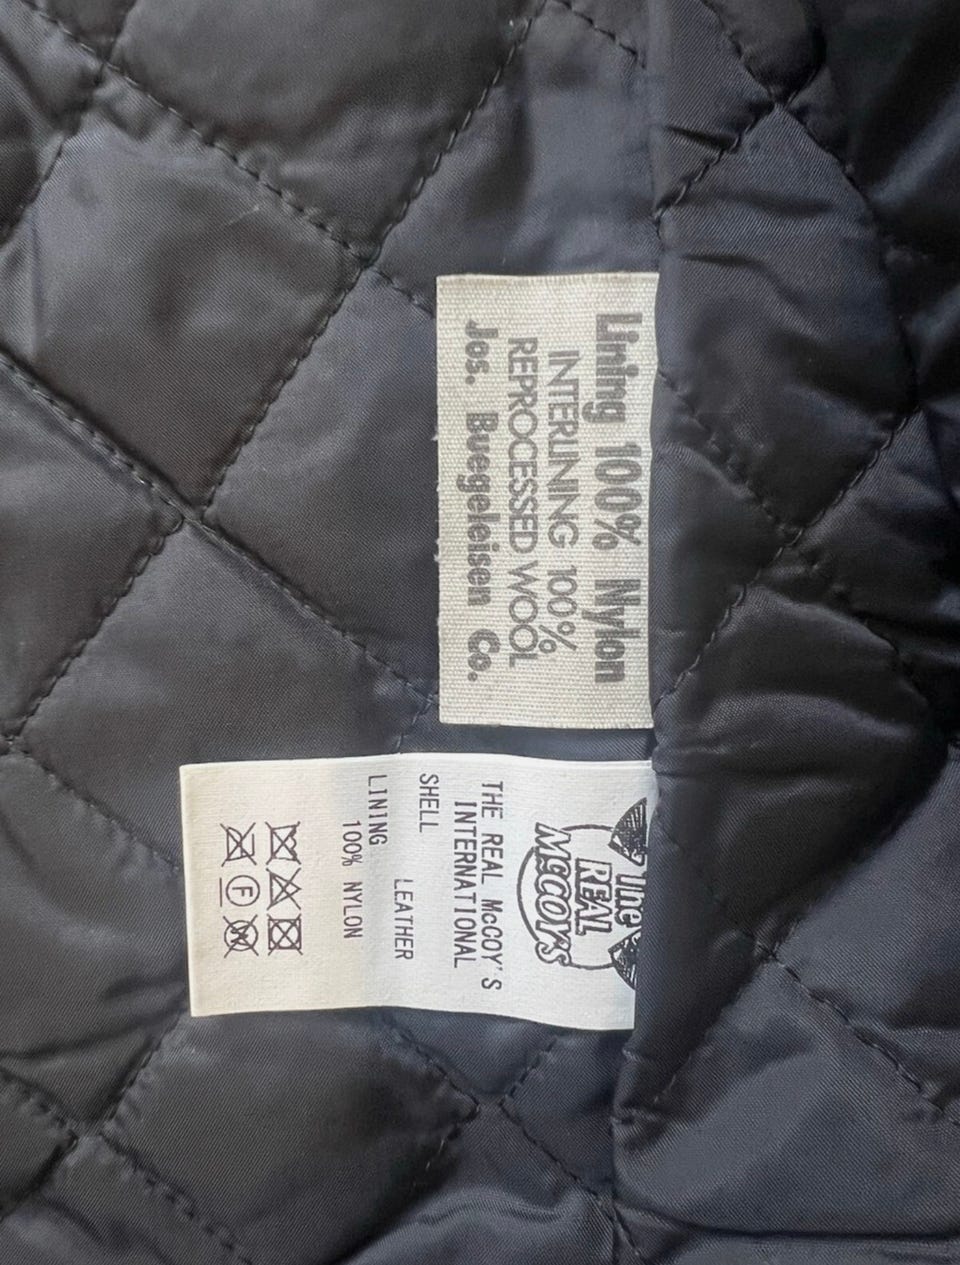 Lining 100% Nylon
INTERLINING 100%
REPROCESSED WOOL
Jos. Buegeleisen Co.
The
REAL
McCOY'S
THE REAL McCOY'S
INTERNATIONAL
SHELL
LEATHER
LINING
100% NYLON
F
W